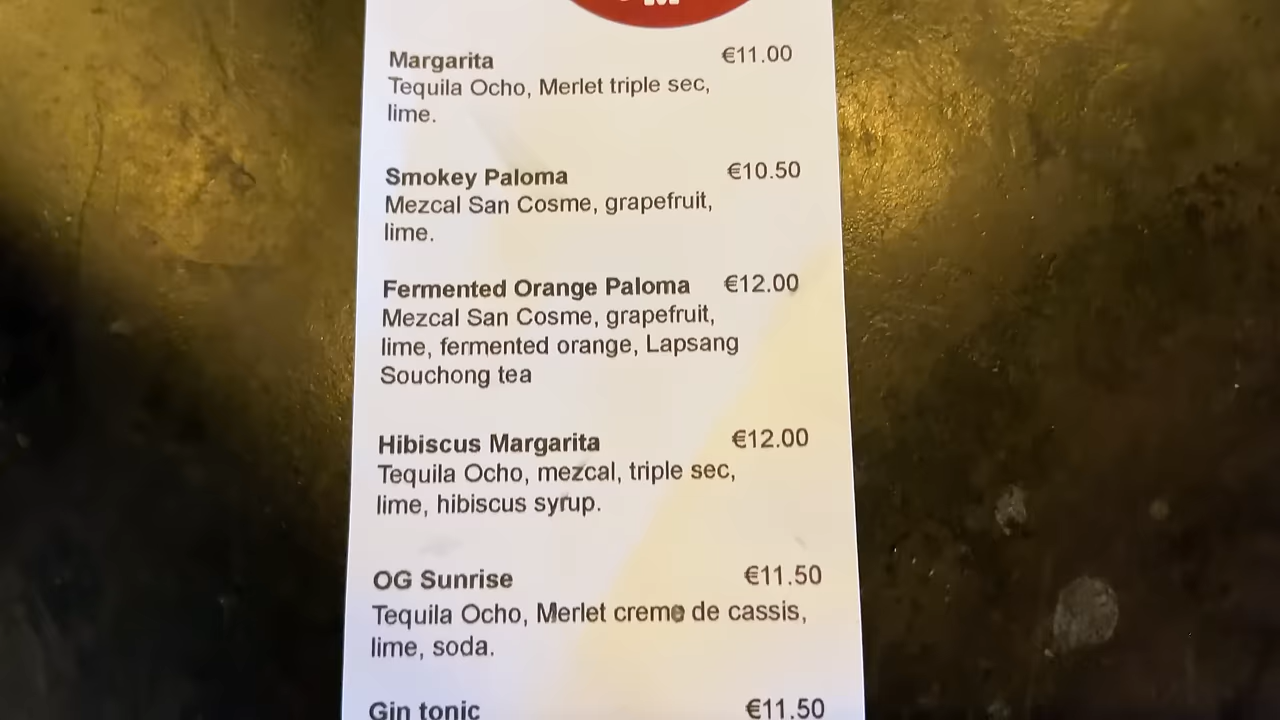 Margarita €11.00
Tequila Ocho, Merlet triple sec,
lime.
Smokey Paloma €10.50
Mezcal San Cosme, grapefruit,
lime.
Fermented Orange Paloma €12.00
Mezcal San Cosme, grapefruit,
lime, fermented orange, Lapsang
Souchong tea
Hibiscus Margarita €12.00
Tequila Ocho, mezcal, triple sec,
lime, hibiscus syrup.
OG Sunrise €11.50
Tequila Ocho, Merlet creme de cassis,
lime, soda.
Gin tonic €11.50